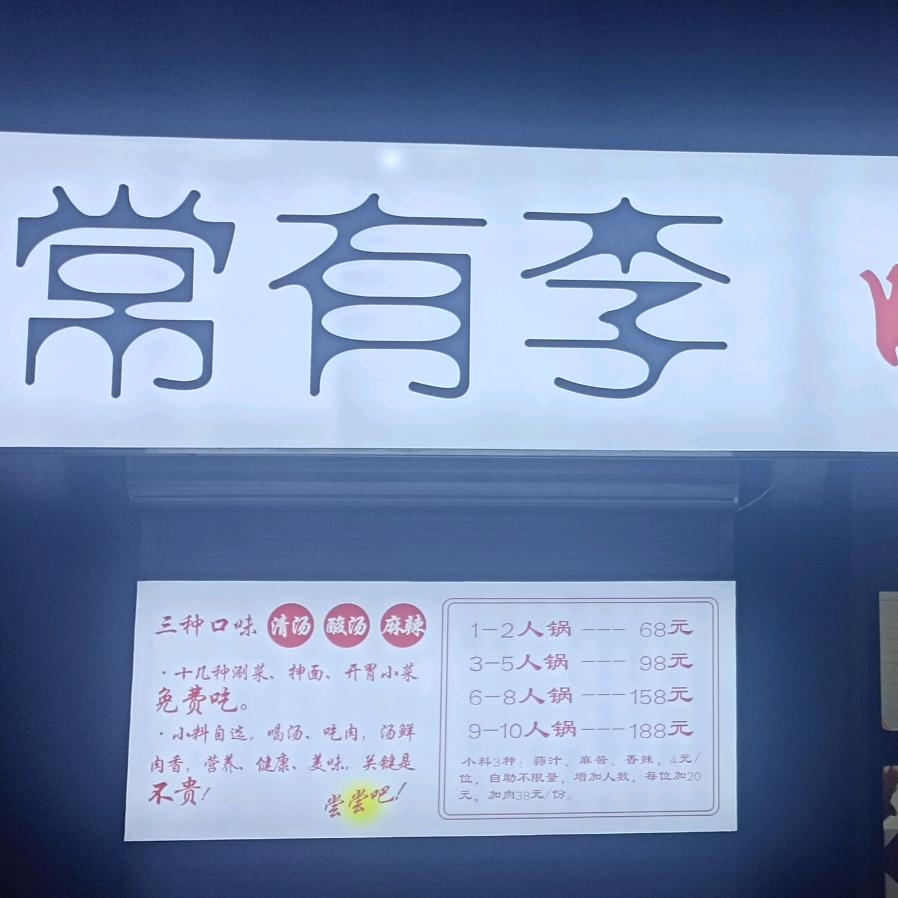 常有李
三种口味 清汤 酸汤 麻辣
·十几种涮菜、抻面、开胃小菜
免费吃。
·小料自选，喝汤、吃肉，汤鲜
肉香，营养、健康、美味，关键是
不贵！
尝尝吧！
1-2人锅---68元
3-5人锅---98元
6-8人锅---158元
9-10人锅---188元
小料3种：蒜汁、麻酱、香辣，4元/
位，自助不限量，增加人数，每位加20
元，加肉38元/份。